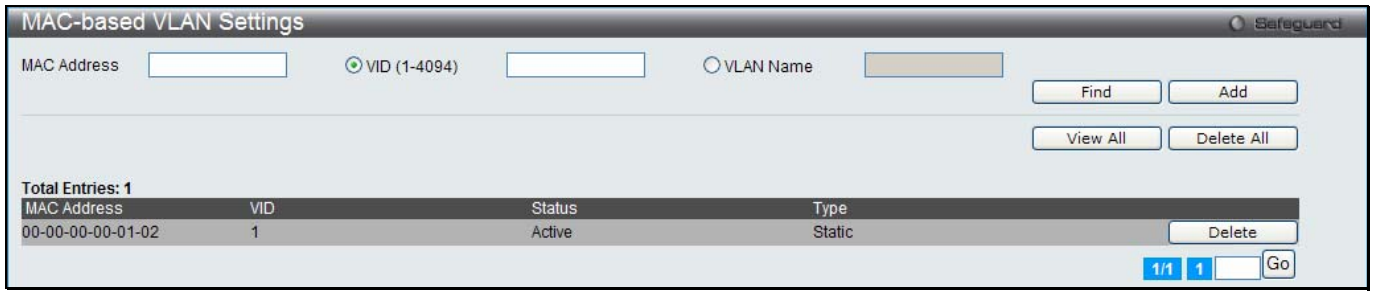 MAC-based VLAN Settings
Safeguard
MAC Address VID (1-4094) VLAN Name
Find Add
View All Delete All
Total Entries: 1
MAC Address VID Status Type
00-00-00-00-01-02 1 Active Static Delete
1/1 1 Go